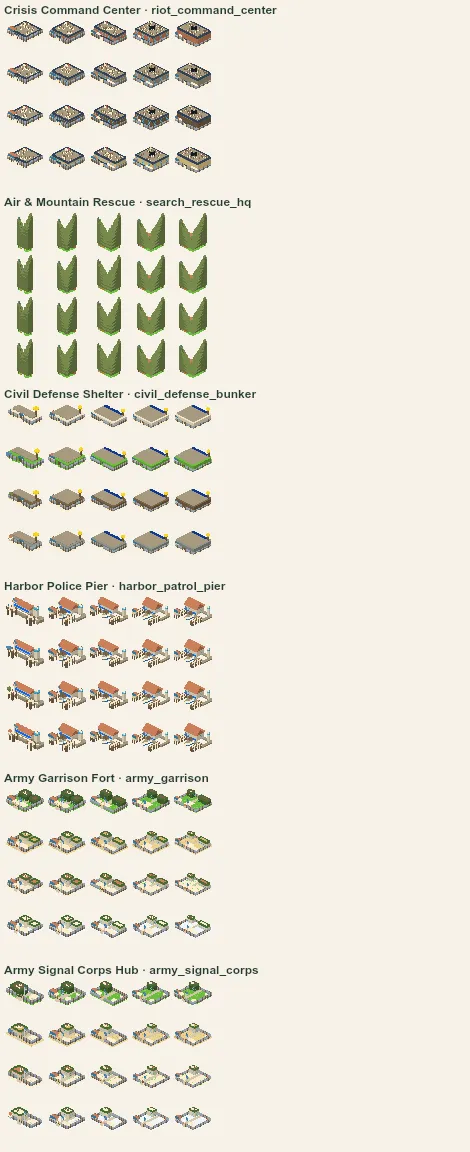 Crisis Command Center · riot_command_center
Air & Mountain Rescue · search_rescue_hq
Civil Defense Shelter · civil_defense_bunker
Harbor Police Pier · harbor_patrol_pier
Army Garrison Fort · army_garrison
Army Signal Corps Hub · army_signal_corps